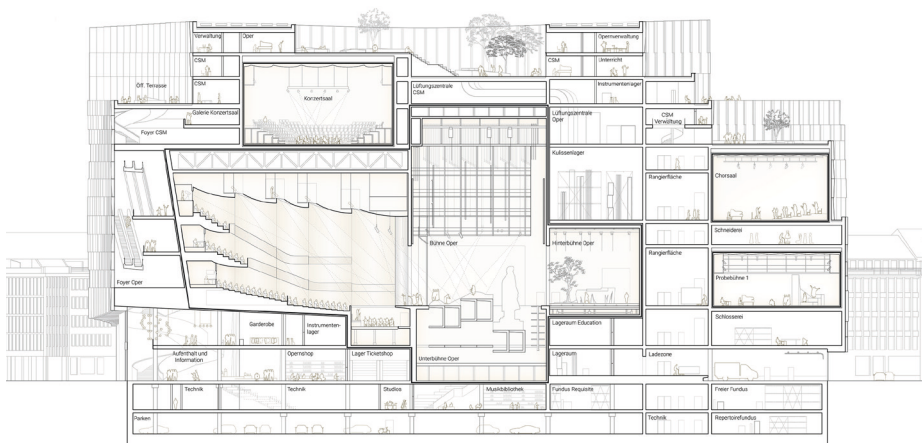 Verwaltung
Oper
Opernverwaltung
CSM
CSM
Unterricht
Off. Terrasse
CSM
Konzertsaal
Lüftungszentrale
CSM
Instrumentenlager
Galerie Konzertsaal
Foyer CSM
Lüftungszentrale
Oper
CSM
Verwaltung
Kulissenlager
Rangierfläche
Chorsaal
Schneiderei
Bühne Oper
Hinterbühne Oper
Rangierfläche
Probebühne 1
Foyer Oper
Garderobe
Instrumenten-
lager
Lageraum Education
Schlosserei
Aufenthalt und
Information
Opernshop
Lager Ticketshop
Unterbühne Oper
Lageraum
Ladezone
Technik
Technik
Studios
Musikbibliothek
Fundus Requisite
Freier Fundus
Parken
Technik
Repertoirefundus